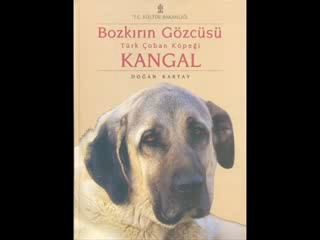 T.C. KÜLTÜR BAKANLIĞI
Bozkırın Gözcüsü
Türk Çoban Köpeği
KANGAL
DOĞAN KARTAY